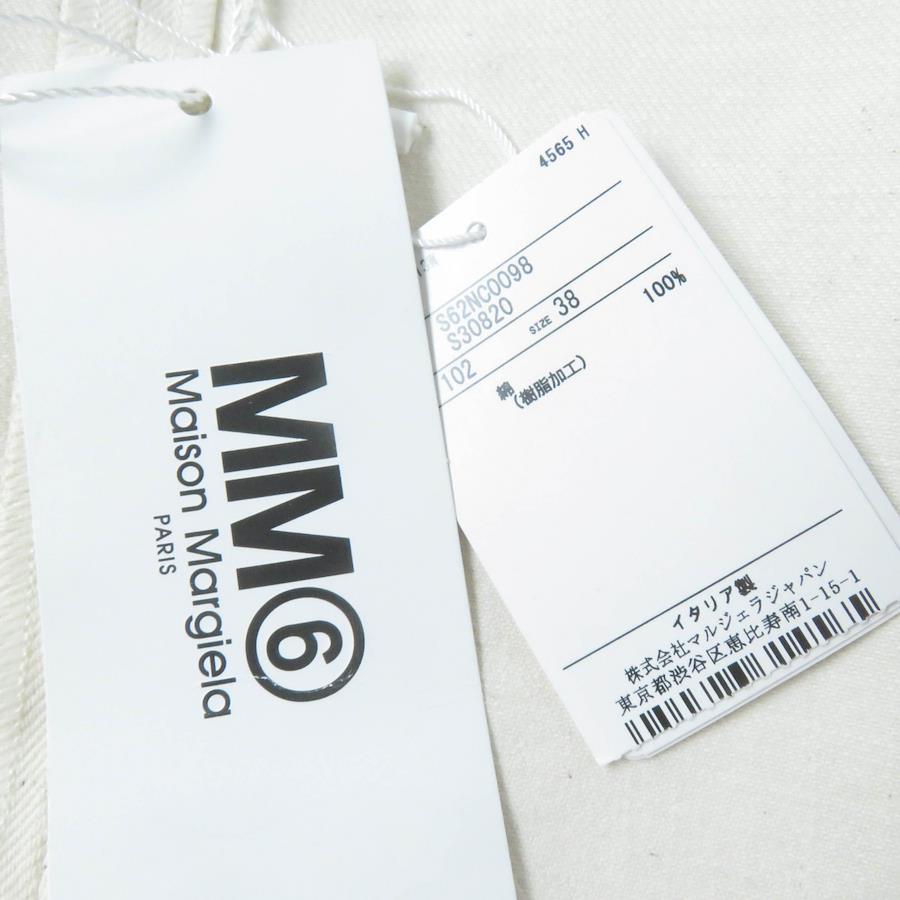 MM6
Maison Margiela
PARIS
4565 H
S62NC0098
S30820
102 SIZE 38
綿 100%
(樹脂加工)
イタリア製
株式会社マルジェラジャパン
東京都渋谷区恵比寿南1-15-1